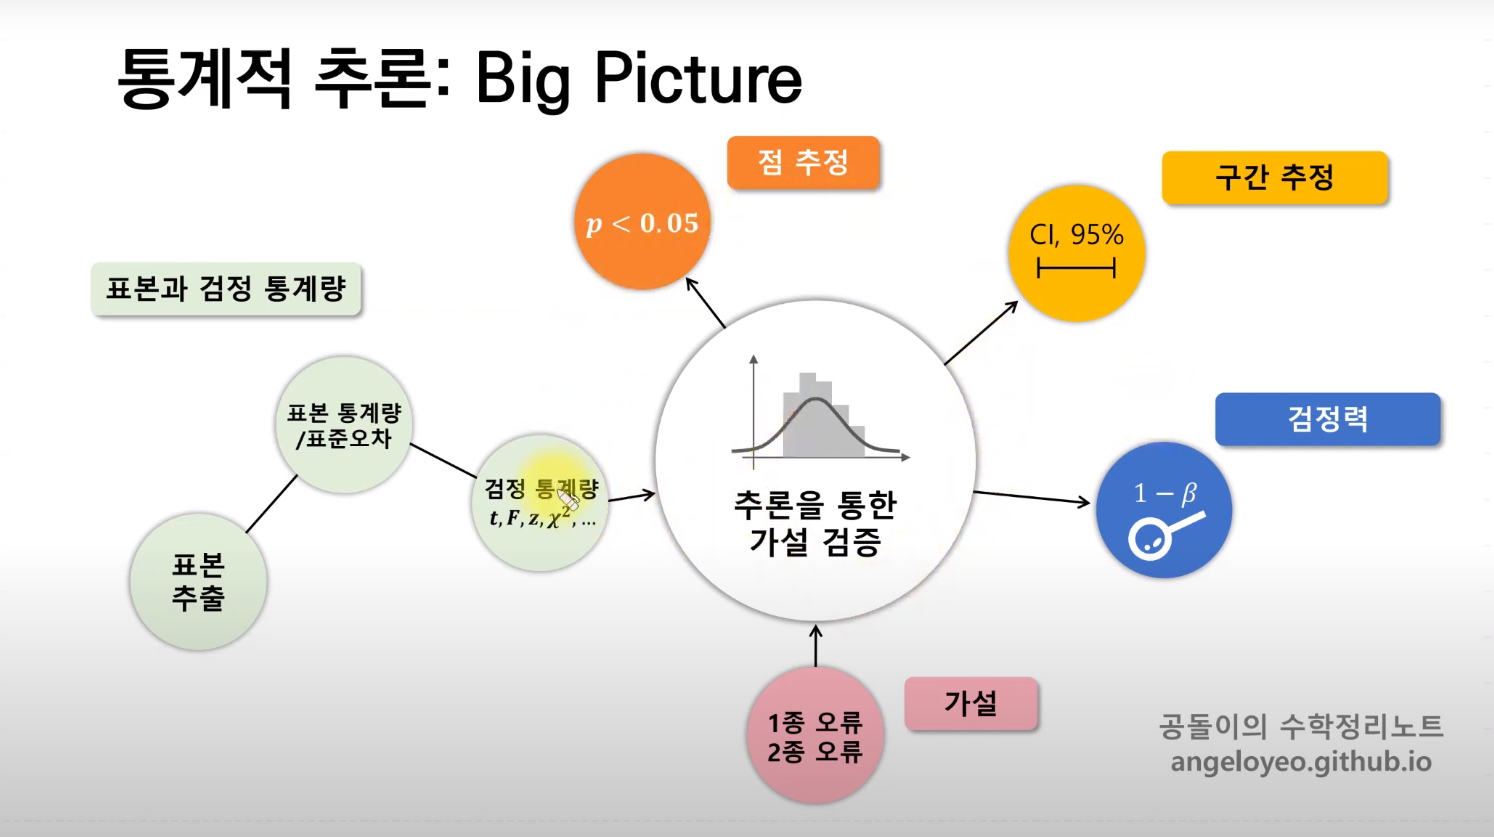 통계적 추론: Big Picture
점 추정
p < 0.05
구간 추정
CI, 95%
표본과 검정 통계량
표본 통계량
/표준오차
검정 통계량
t, F, z, χ², ...
표본
추출
추론을 통한
가설 검증
검정력
1 − β
가설
1종 오류
2종 오류
공돌이의 수학정리노트
angeloyeo.github.io